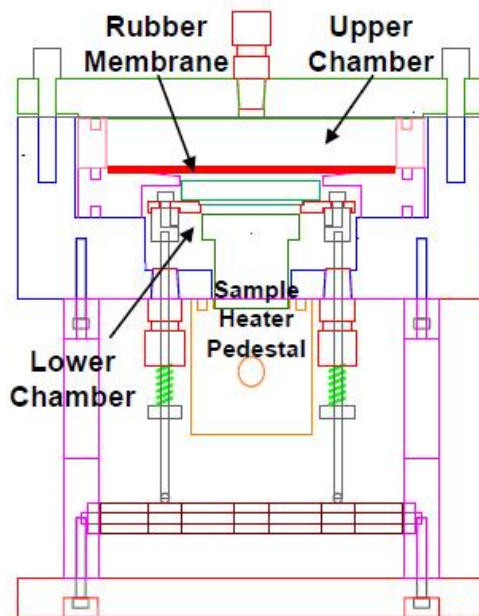 Rubber
Membrane
Upper
Chamber
Sample
Heater
Pedestal
Lower
Chamber